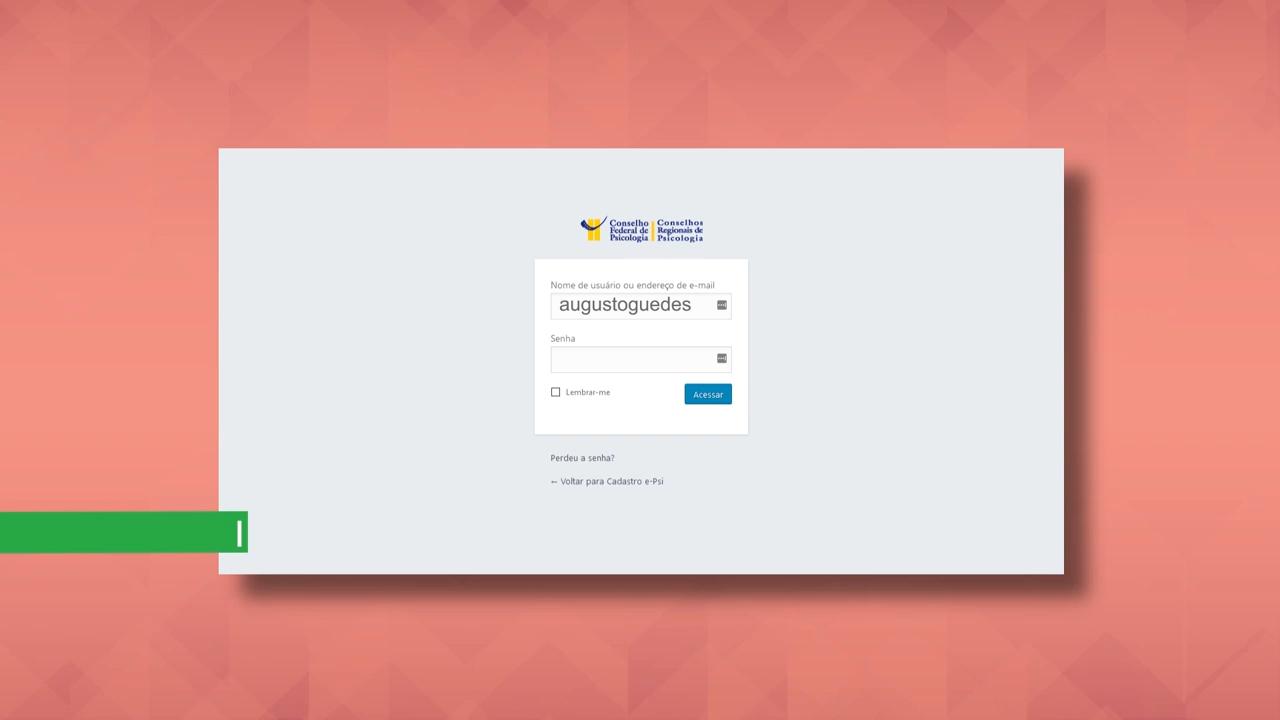 Conselho
Federal de
Psicologia
Conselhos
Regionais de
Psicologia
Nome de usuário ou endereço de e-mail
augustoguedes
Senha
Lembrar-me
Acessar
Perdeu a senha?
← Voltar para Cadastro e-Psi